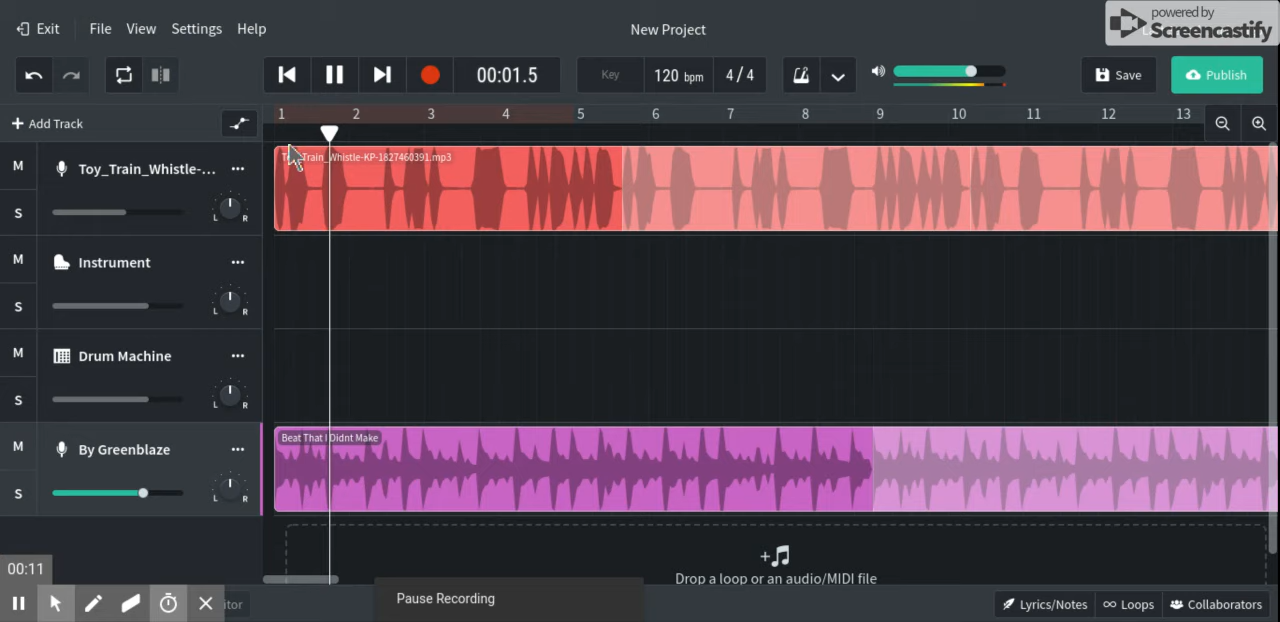 powered by
Screencastify
Exit File View Settings Help New Project
00:01.5 Key 120 bpm 4 / 4 Save Publish
+ Add Track 1 2 3 4 5 6 7 8 9 10 11 12 13
M Toy_Train_Whistle-... ...
Train_Whistle-KP-1827460391.mp3
S L R
M Instrument ...
S L R
M Drum Machine ...
S L R
Beat That I Didnt Make
M By Greenblaze ...
S L R
Drop a loop or an audio/MIDI file
00:11
Pause Recording
itor Lyrics/Notes Loops Collaborators